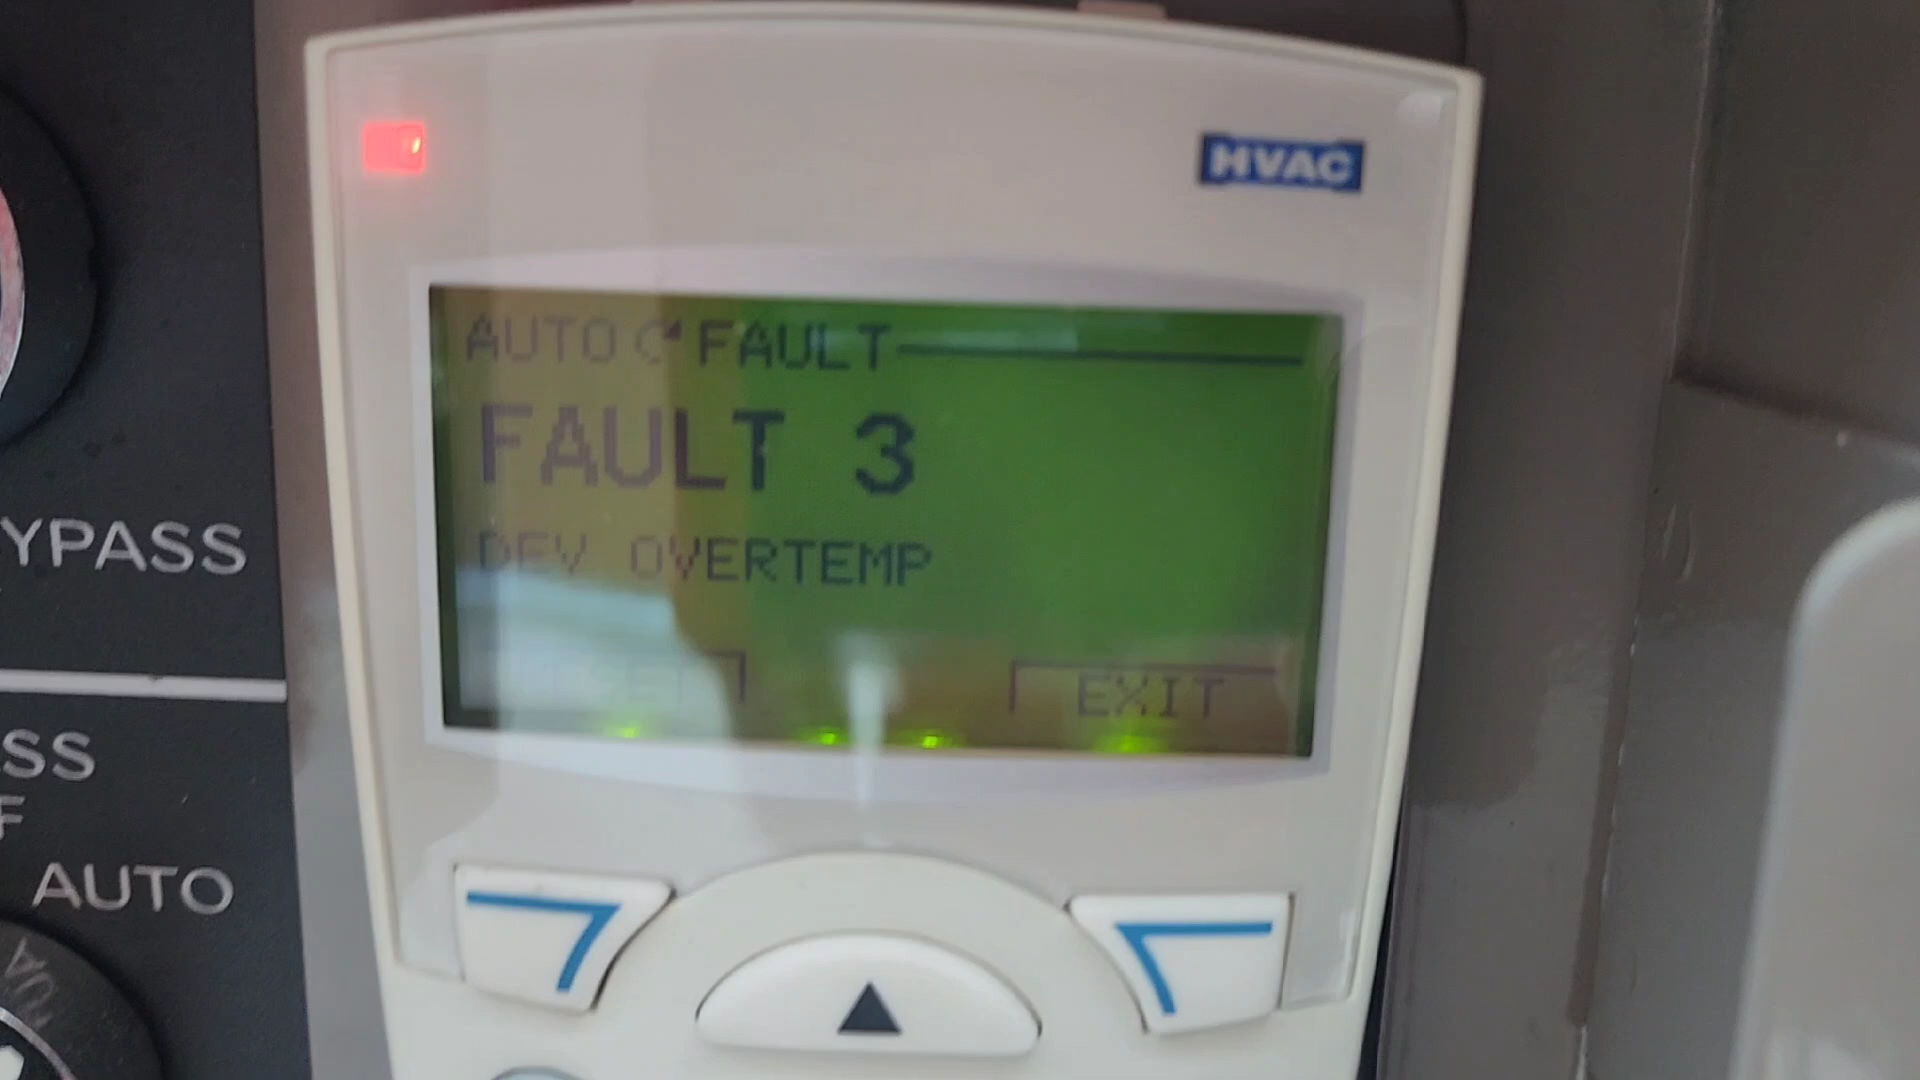 HVAC
AUTO FAULT
FAULT 3
DEV OVERTEMP
EXIT
YPASS
SS
F
AUTO